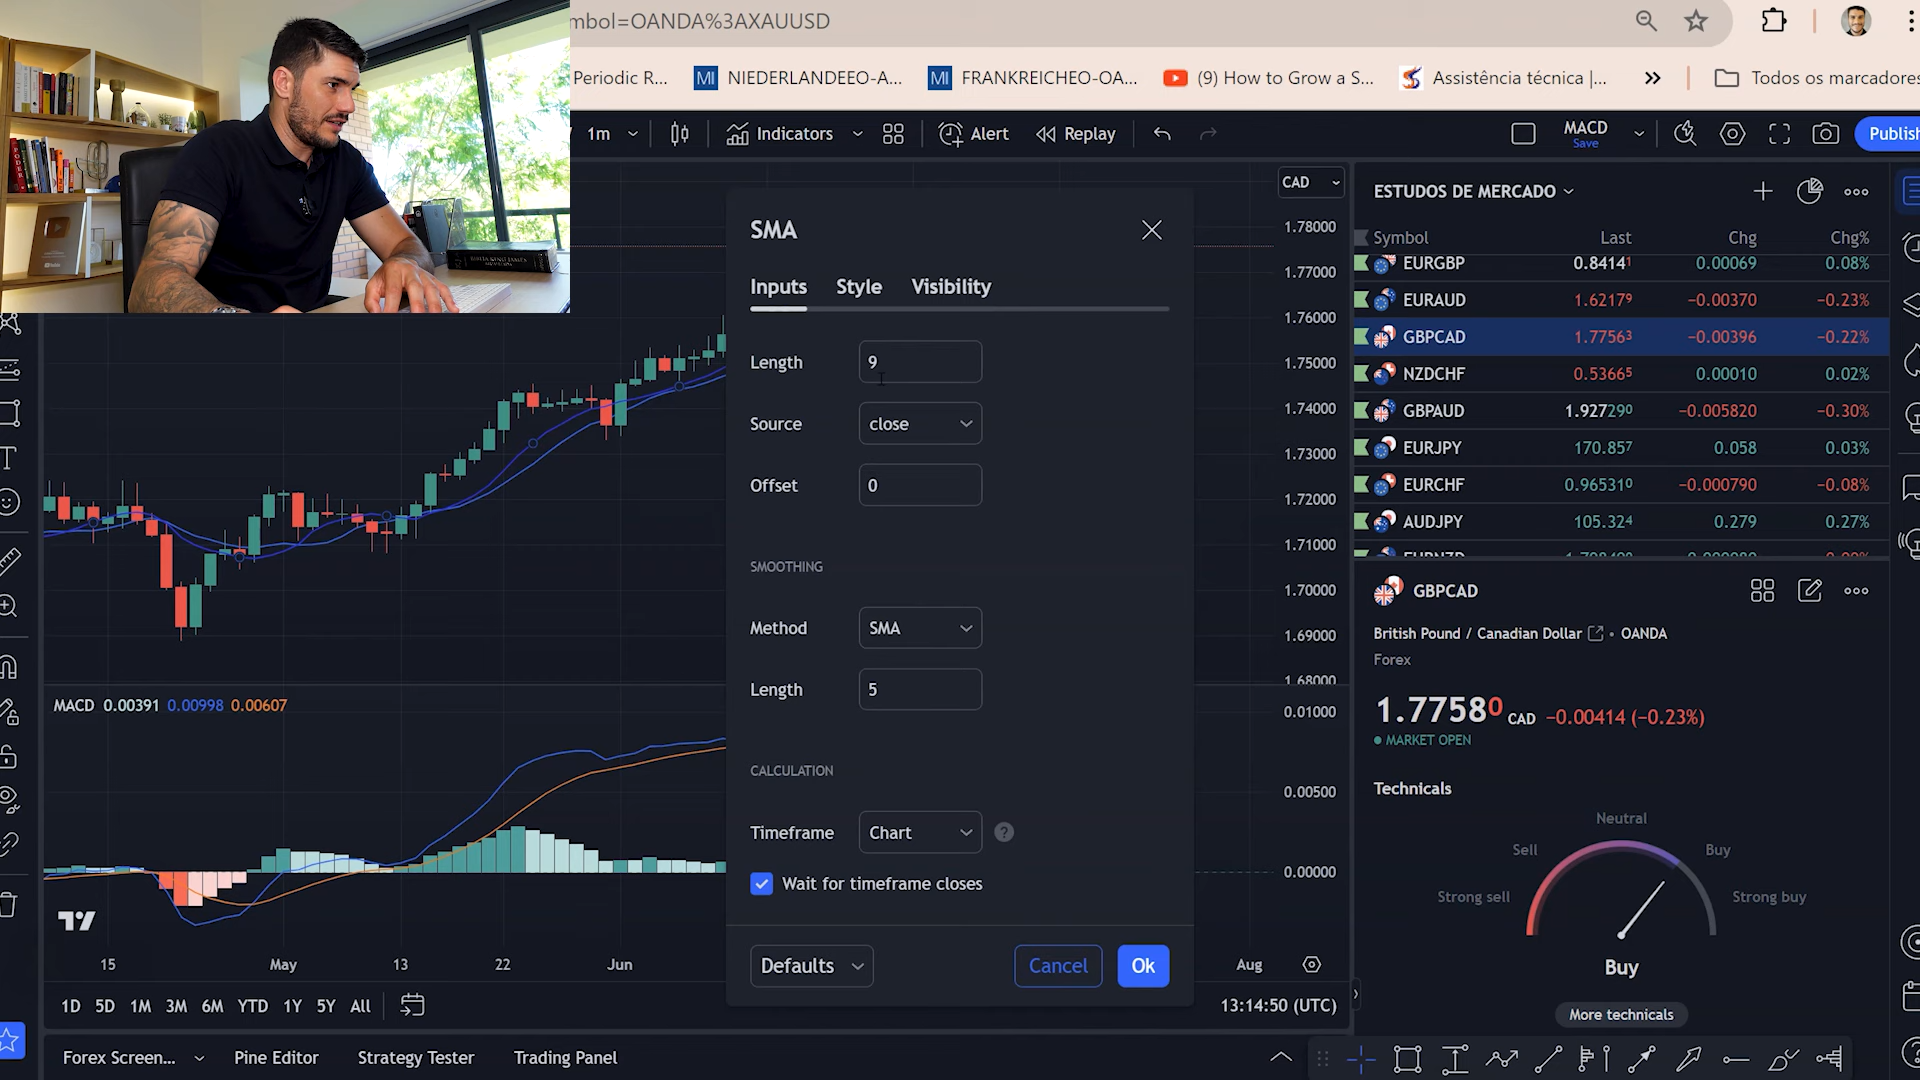 mbol=OANDA%3AXAUUSD
Periodic R...
MI NIEDERLANDEEO-A...
MI FRANKREICHEO-OA...
(9) How to Grow a S...
Assistência técnica |...
Todos os marcadores
1m
Indicators
Alert
Replay
MACD
Save
Publish
CAD
1.78000
1.77000
1.76000
1.75000
1.74000
1.73000
1.72000
1.71000
1.70000
1.69000
1.68000
0.01000
0.00500
0.00000
SMA
Inputs Style Visibility
Length 9
Source close
Offset 0
SMOOTHING
Method SMA
Length 5
CALCULATION
Timeframe Chart ?
Wait for timeframe closes
Defaults Cancel Ok
MACD 0.00391 0.00998 0.00607
15 May 13 22 Jun Aug
1D 5D 1M 3M 6M YTD 1Y 5Y All
13:14:50 (UTC)
Forex Screen... Pine Editor Strategy Tester Trading Panel
ESTUDOS DE MERCADO
Symbol Last Chg Chg%
EURGBP 0.84141 0.00069 0.08%
EURAUD 1.62179 −0.00370 −0.23%
GBPCAD 1.77563 −0.00396 −0.22%
NZDCHF 0.53665 0.00010 0.02%
GBPAUD 1.927290 −0.005820 −0.30%
EURJPY 170.857 0.058 0.03%
EURCHF 0.965310 −0.000790 −0.08%
AUDJPY 105.324 0.279 0.27%
GBPCAD
British Pound / Canadian Dollar • OANDA
Forex
1.77580 CAD −0.00414 (−0.23%)
MARKET OPEN
Technicals
Neutral
Sell Buy
Strong sell Strong buy
Buy
More technicals